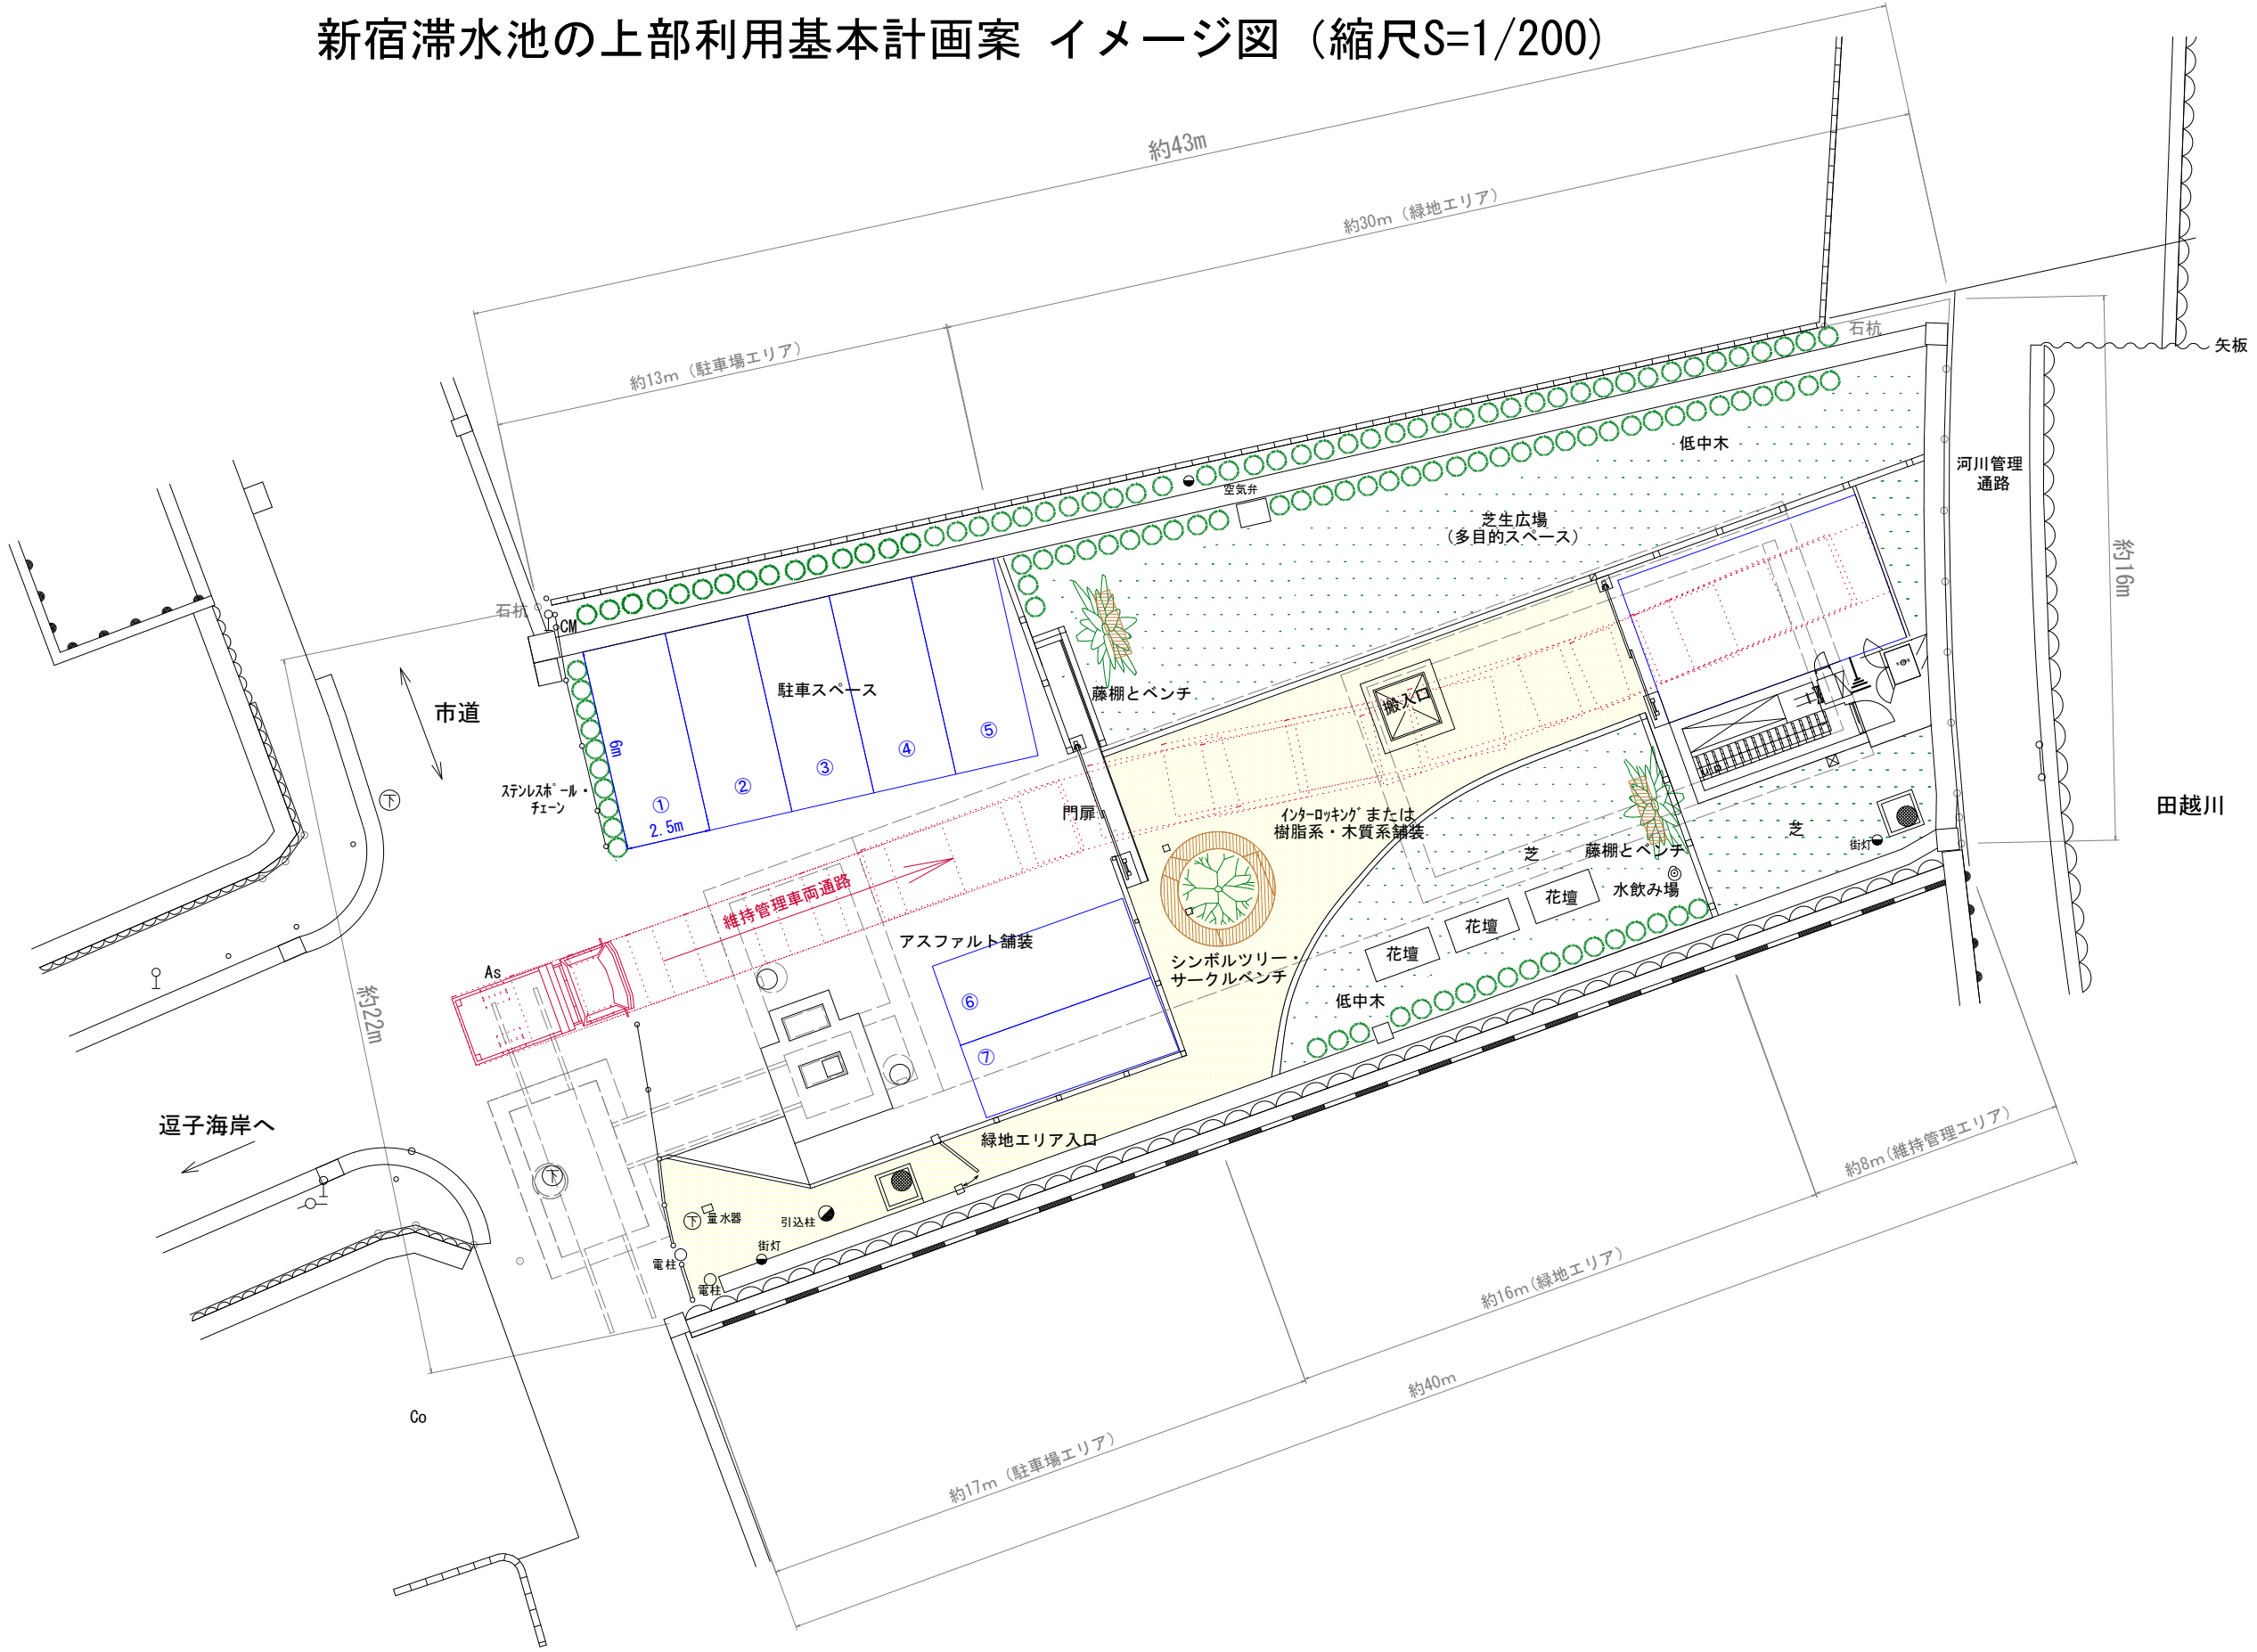 新宿滞水池の上部利用基本計画案 イメージ図（縮尺S=1/200）
約43m
約30m（緑地エリア）
約13m（駐車場エリア）
石杭
矢板
低中木
河川管理
通路
空気弁
芝生広場
（多目的スペース）
約16m
石杭
CM
市道
駐車スペース
藤棚とベンチ
搬入口
6m
⑤
④
③
②
①
2.5m
ｽﾃﾝﾚｽﾎﾟｰﾙ・
ﾁｪｰﾝ
下
門扉
ｲﾝﾀｰﾛｯｷﾝｸﾞまたは
樹脂系・木質系舗装
田越川
芝
芝
街灯
藤棚とベンチ
水飲み場
維持管理車両通路
花壇
花壇
花壇
アスファルト舗装
As
シンボルツリー・
サークルベンチ
⑥
⑦
低中木
約22m
逗子海岸へ
緑地エリア入口
下
下
量水器
引込柱
街灯
電柱
電柱
約8m(維持管理エリア）
約16m(緑地エリア）
約40m
約17m（駐車場エリア）
Co